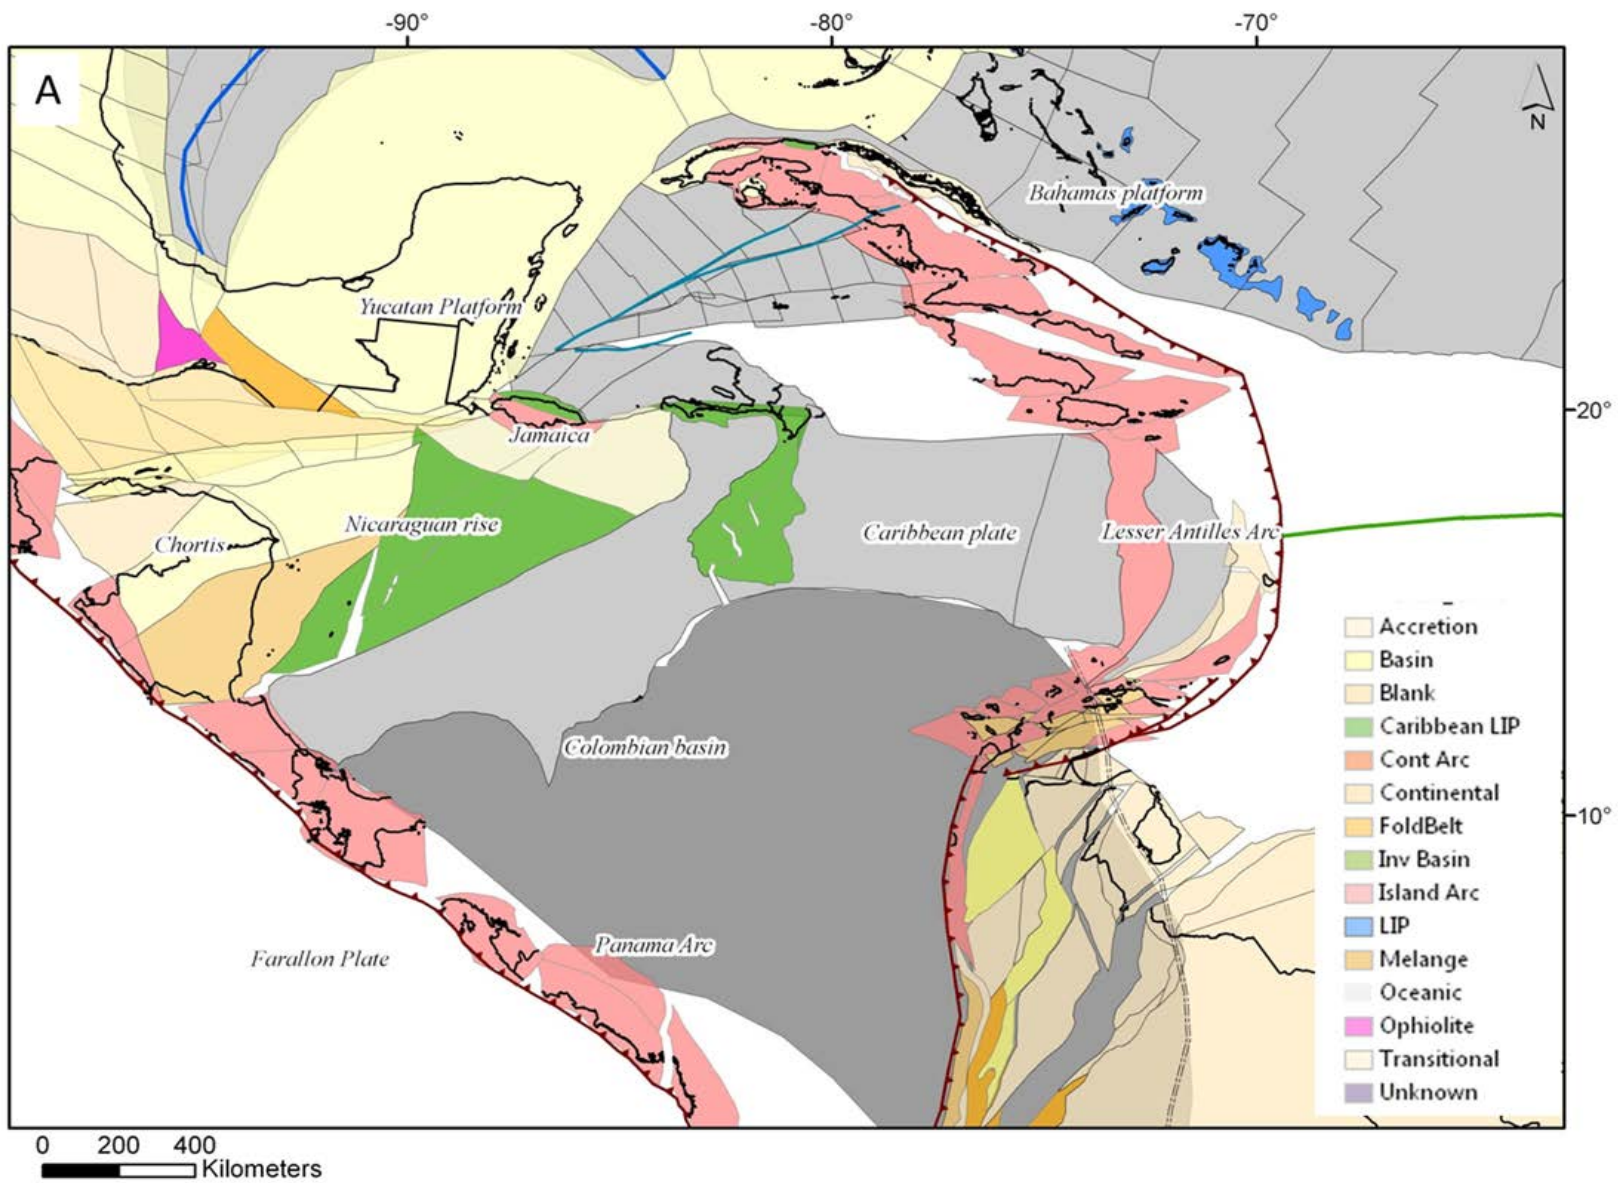 -90°
-80°
-70°
A
N
Bahamas platform
Yucatan Platform
20°
Jamaica
Nicaraguan rise
Caribbean plate
Lesser Antilles Arc
Chortis
Accretion
Basin
Blank
Caribbean LIP
Cont Arc
Continental
FoldBelt
Inv Basin
Island Arc
LIP
Melange
Oceanic
Ophiolite
Transitional
Unknown
Colombian basin
10°
Panama Arc
Farallon Plate
0 200 400
Kilometers